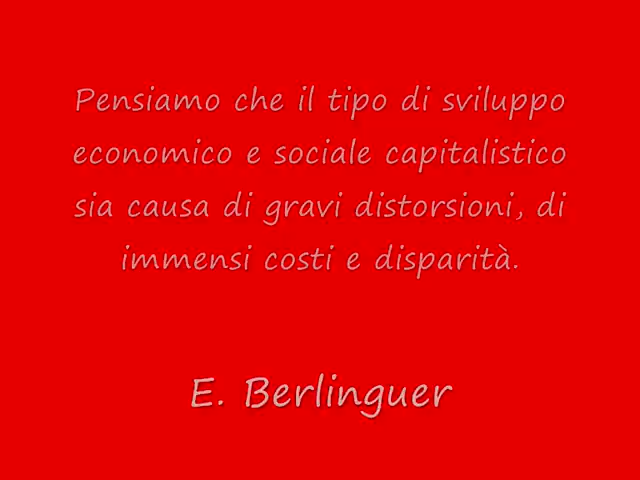 Pensiamo che il tipo di sviluppo
economico e sociale capitalistico
sia causa di gravi distorsioni, di
immensi costi e disparità.
E. Berlinguer